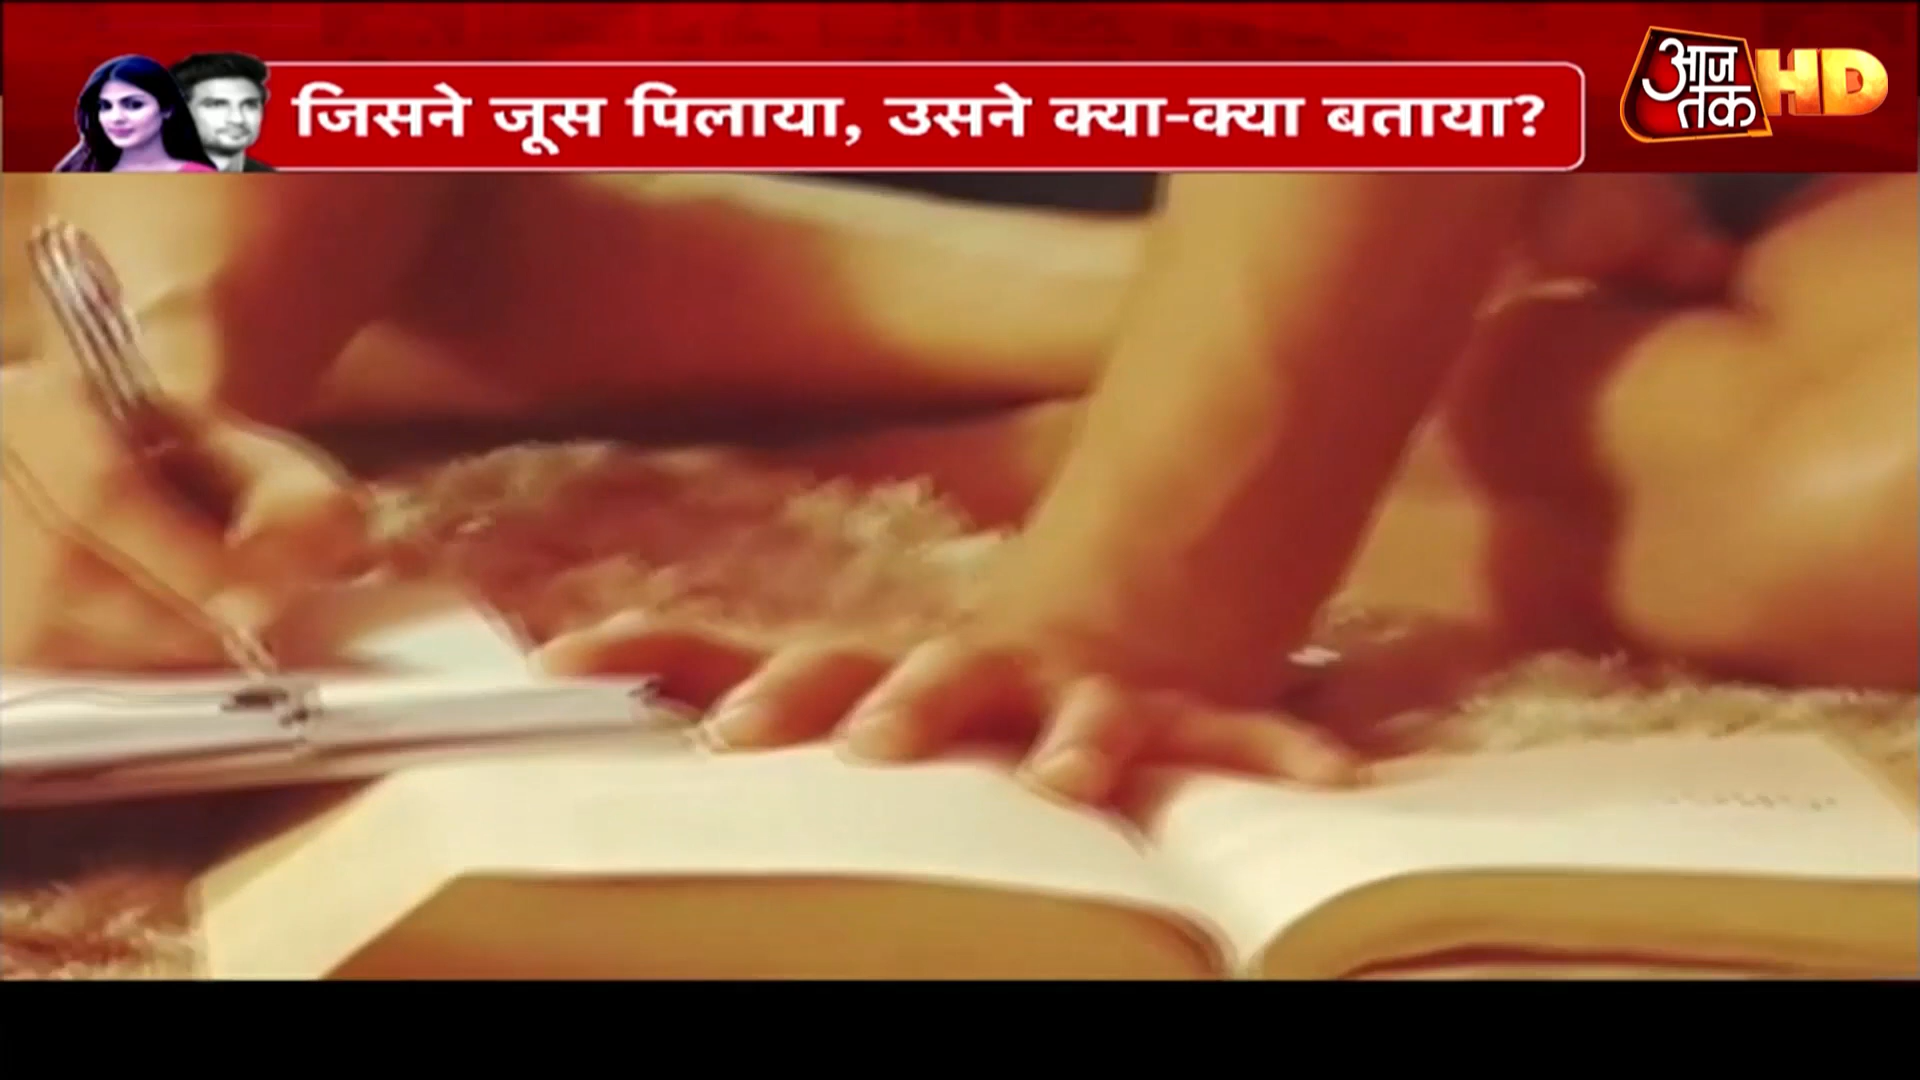 जिसने जूस पिलाया, उसने क्या-क्या बताया?
आज तक HD